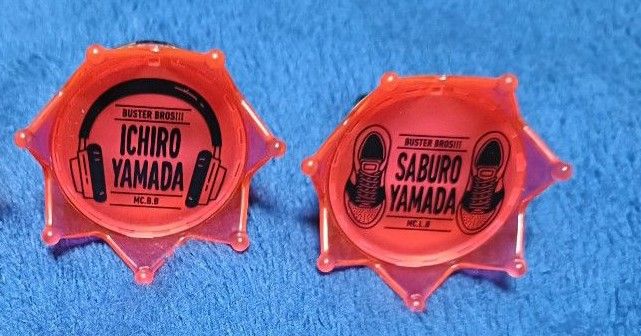 BUSTER BROS!!!
ICHIRO
YAMADA
MC.B.B
BUSTER BROS!!!
SABURO
YAMADA
MC.L.B